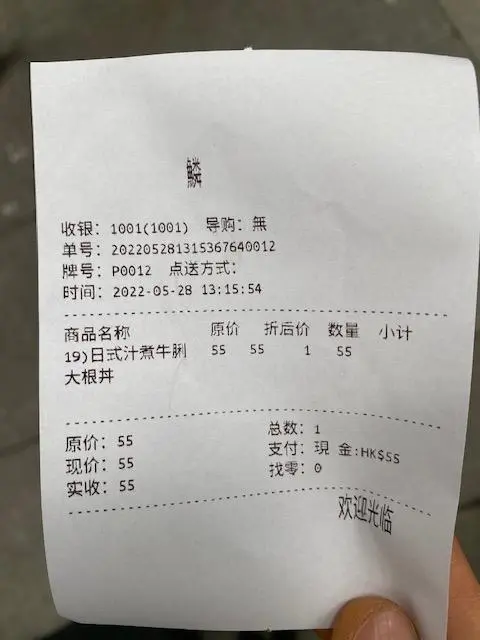 鱗
收银: 1001(1001) 导购: 無
单号: 202205281315367640012
牌号: P0012 点送方式:
时间: 2022-05-28 13:15:54
商品名称 原价 折后价 数量 小计
19)日式汁煮牛脷 55 55 1 55
大根丼
原价: 55
现价: 55
实收: 55
总数: 1
支付: 現 金:HK$55
找零: 0
欢迎光临